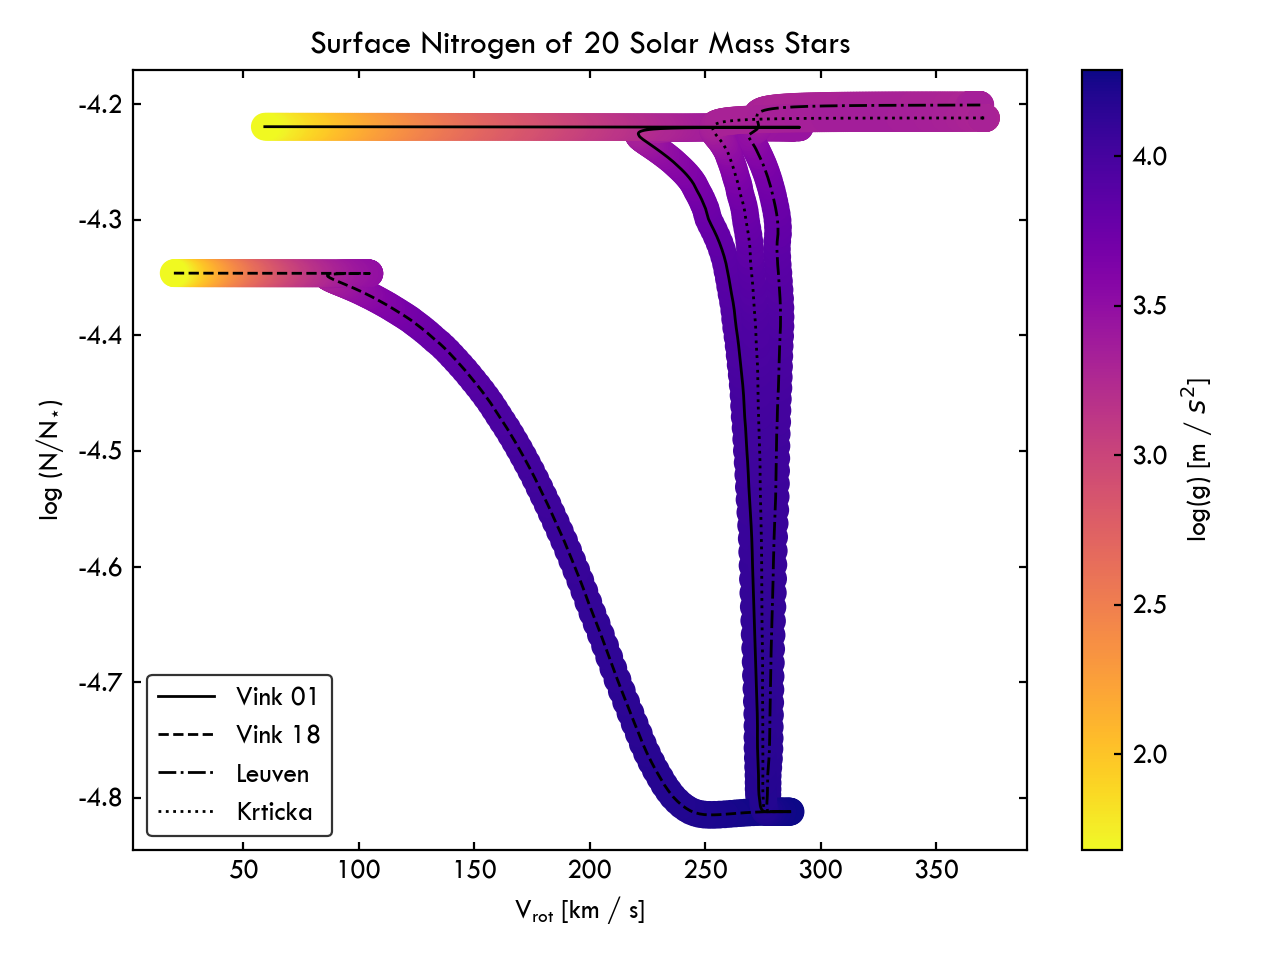 Surface Nitrogen of 20 Solar Mass Stars
-4.2
-4.3
-4.4
-4.5
-4.6
-4.7
-4.8
log (N/N⋆)
Vink 01
Vink 18
Leuven
Krticka
50 100 150 200 250 300 350
V_rot [km / s]
4.0
3.5
3.0
2.5
2.0
log(g) [m / s²]